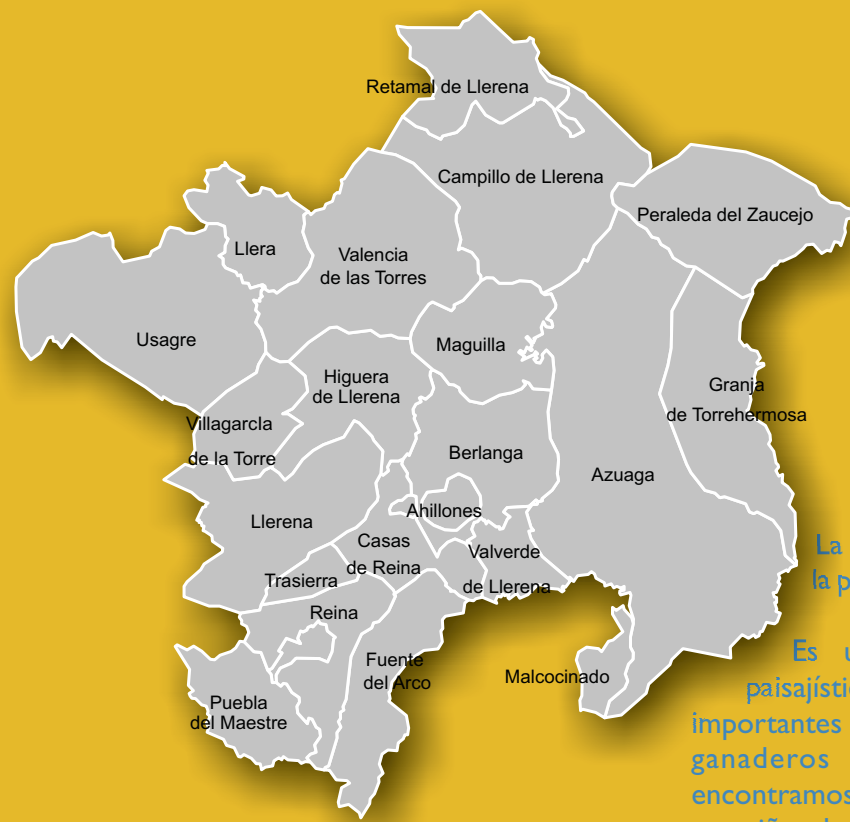 Retamal de Llerena
Campillo de Llerena
Peraleda del Zaucejo
Llera
Valencia
de las Torres
Usagre
Maguilla
Higuera
de Llerena
Granja
de Torrehermosa
Villagarcla
de la Torre
Berlanga
Azuaga
Ahillones
Llerena
Casas
de Reina
Valverde
de Llerena
Trasierra
Reina
Fuente
del Arco
Malcocinado
Puebla
del Maestre
La
la p
Es u
paisajístic
importantes
ganaderos
encontramos